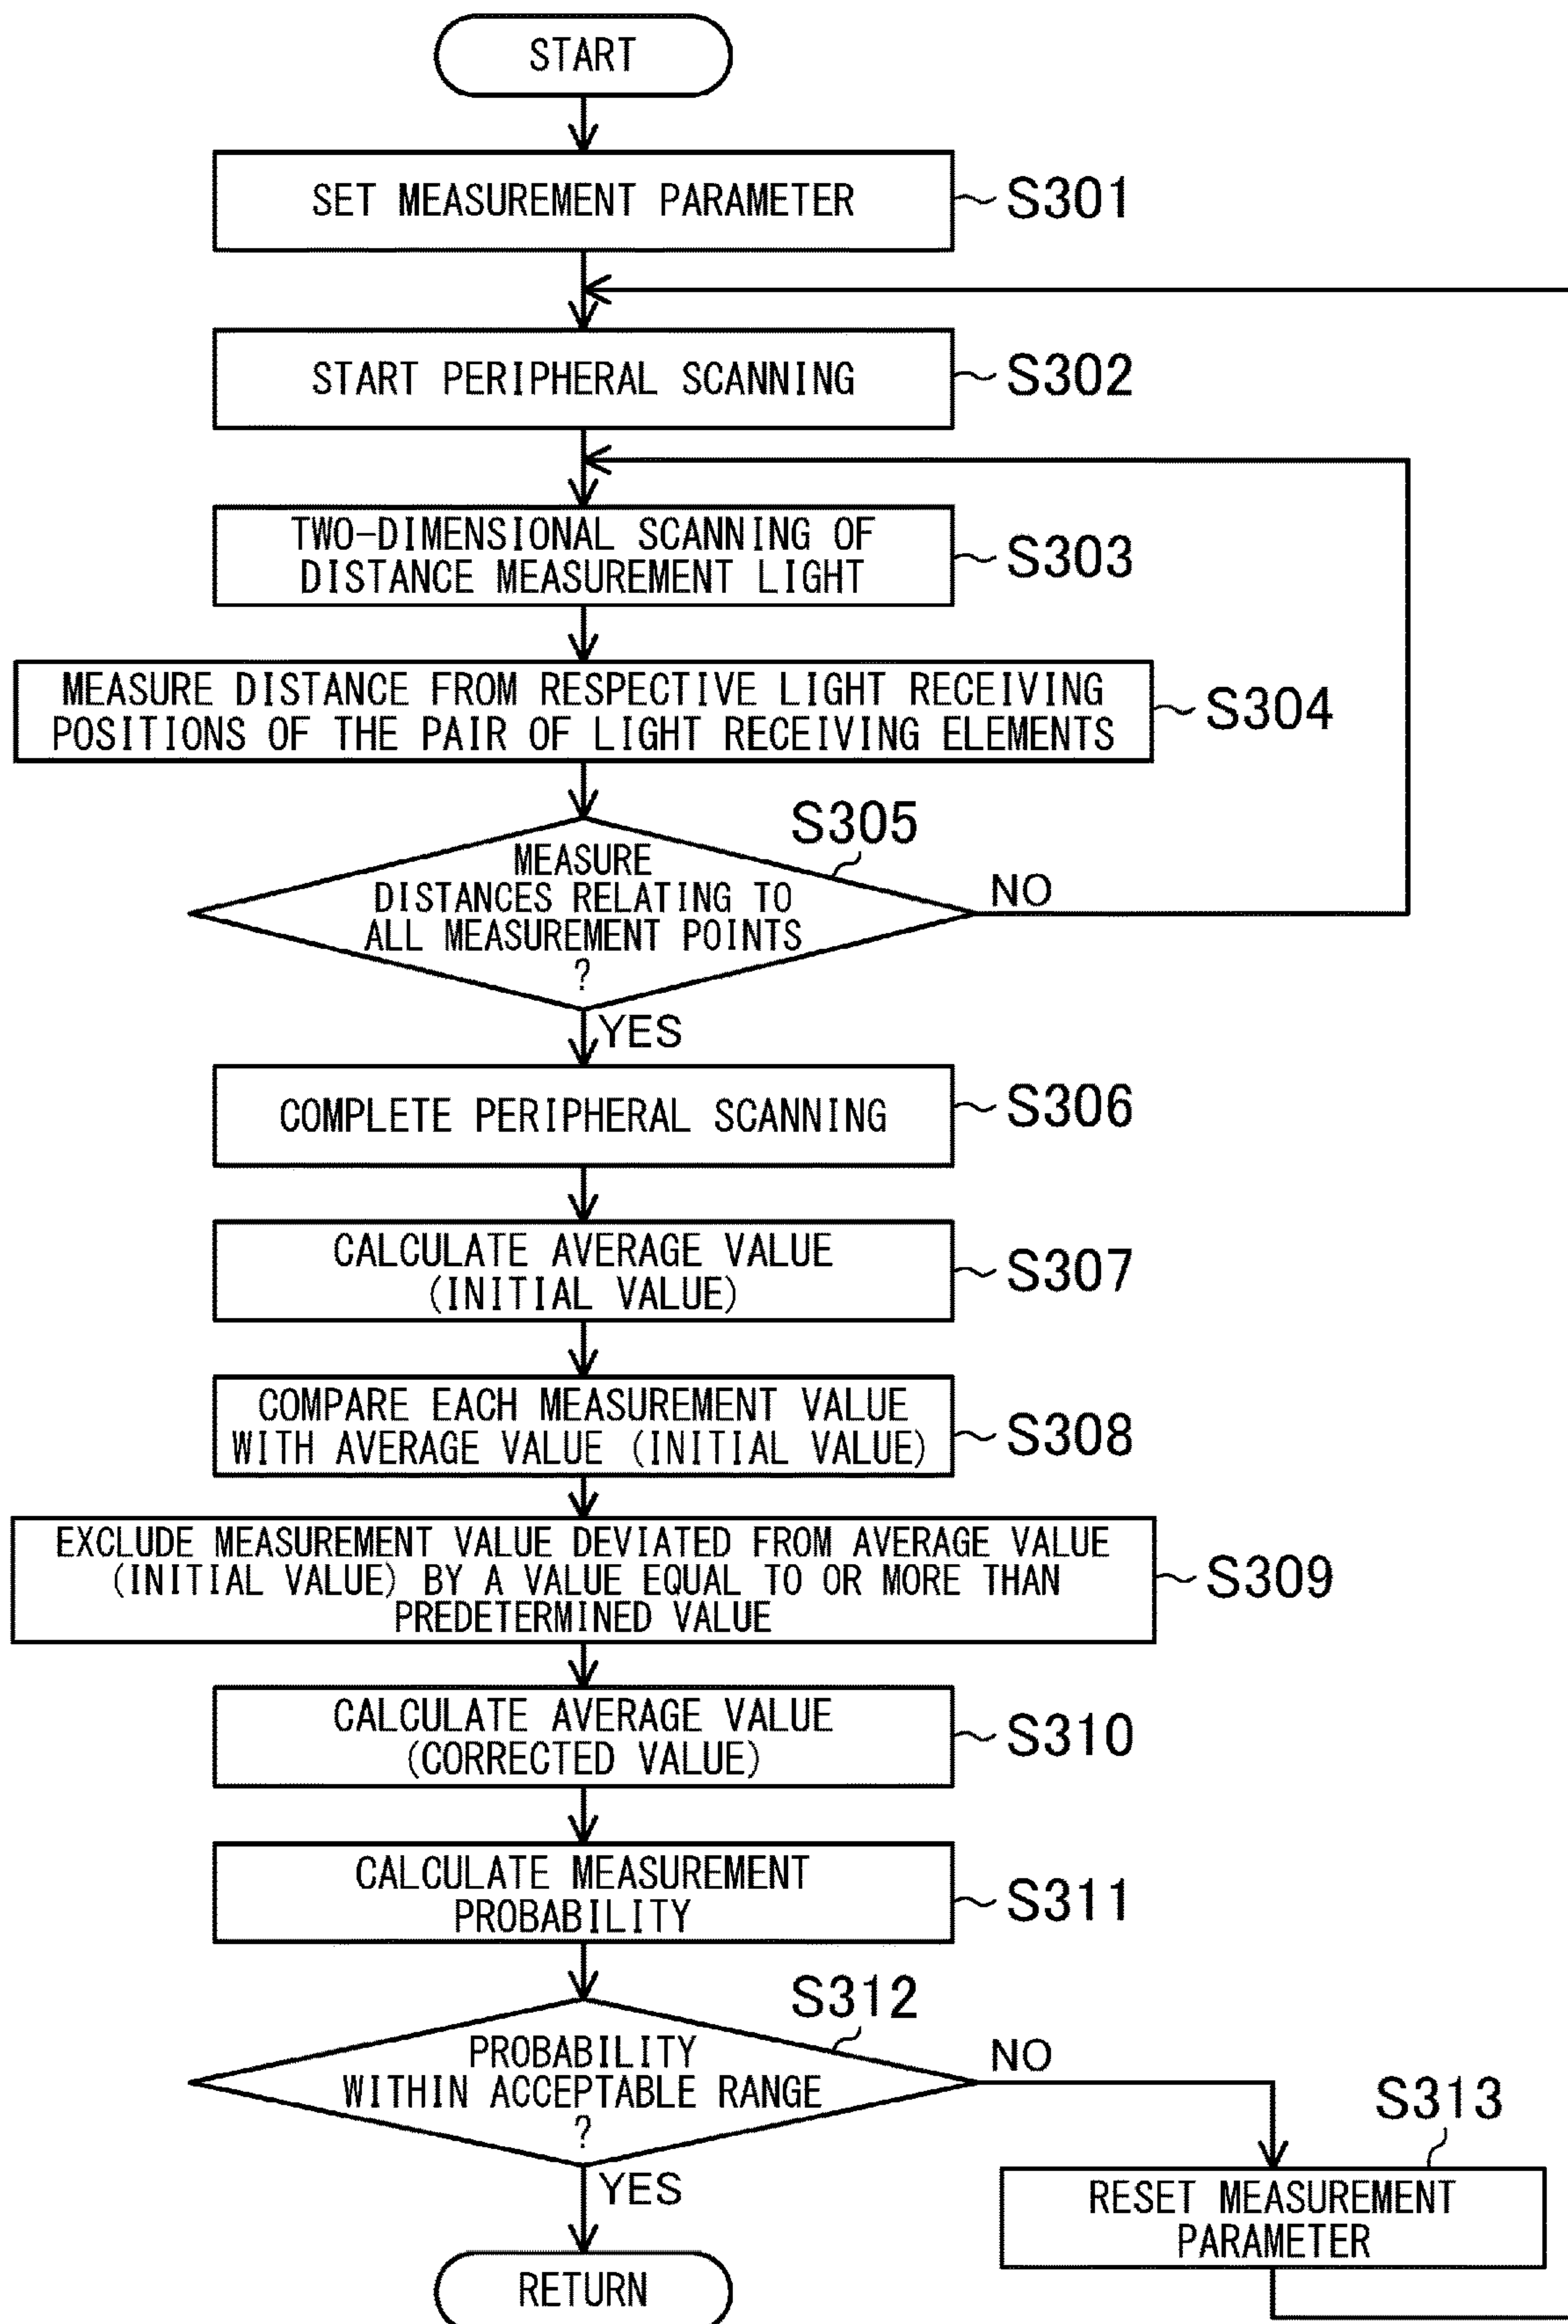 START
SET MEASUREMENT PARAMETER
S301
START PERIPHERAL SCANNING
S302
TWO-DIMENSIONAL SCANNING OF
DISTANCE MEASUREMENT LIGHT
S303
MEASURE DISTANCE FROM RESPECTIVE LIGHT RECEIVING
POSITIONS OF THE PAIR OF LIGHT RECEIVING ELEMENTS
S304
S305
MEASURE
DISTANCES RELATING TO
ALL MEASUREMENT POINTS
?
NO
YES
COMPLETE PERIPHERAL SCANNING
S306
CALCULATE AVERAGE VALUE
(INITIAL VALUE)
S307
COMPARE EACH MEASUREMENT VALUE
WITH AVERAGE VALUE (INITIAL VALUE)
S308
EXCLUDE MEASUREMENT VALUE DEVIATED FROM AVERAGE VALUE
(INITIAL VALUE) BY A VALUE EQUAL TO OR MORE THAN
PREDETERMINED VALUE
S309
CALCULATE AVERAGE VALUE
(CORRECTED VALUE)
S310
CALCULATE MEASUREMENT
PROBABILITY
S311
S312
PROBABILITY
WITHIN ACCEPTABLE RANGE
?
NO
YES
S313
RESET MEASUREMENT
PARAMETER
RETURN